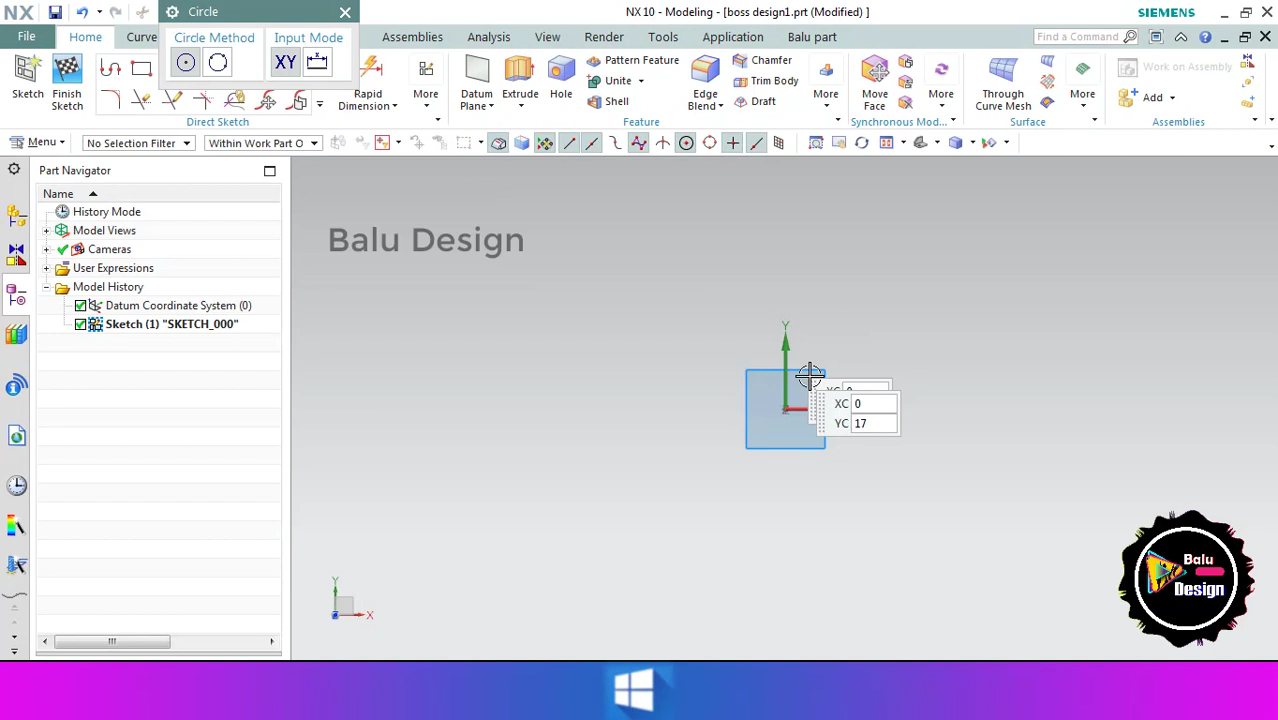 NX
Circle
NX 10 - Modeling - [boss design1.prt (Modified) ]
SIEMENS
File
Home
Curve
Circle Method
Input Mode
XY
Assemblies
Analysis
View
Render
Tools
Application
Balu part
Find a Command
Sketch
Finish Sketch
Direct Sketch
Rapid Dimension
More
Datum Plane
Extrude
Hole
Pattern Feature
Unite
Shell
Edge Blend
Chamfer
Trim Body
Draft
More
Feature
Move Face
More
Synchronous Mod...
Through Curve Mesh
More
Surface
Work on Assembly
Add
Assemblies
Menu
No Selection Filter
Within Work Part O
Part Navigator
Name
History Mode
Model Views
Cameras
User Expressions
Model History
Datum Coordinate System (0)
Sketch (1) "SKETCH_000"
Balu Design
Y
XC 0
YC 17
Y
X
Balu
Design